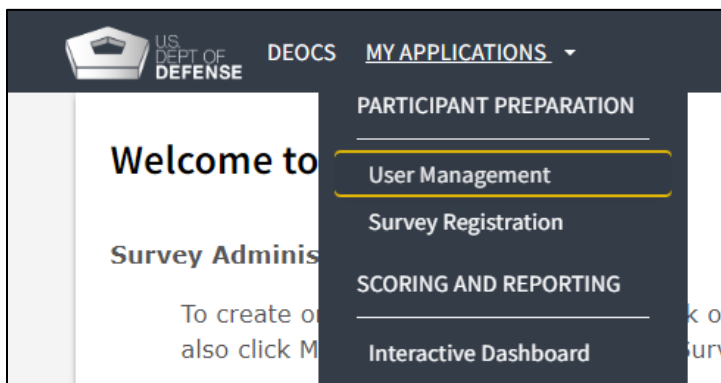 U.S.
DEPT OF
DEFENSE
DEOCS MY APPLICATIONS
PARTICIPANT PREPARATION
Welcome to
User Management
Survey Registration
Survey Adminis
SCORING AND REPORTING
To create
also click M
Interactive Dashboard